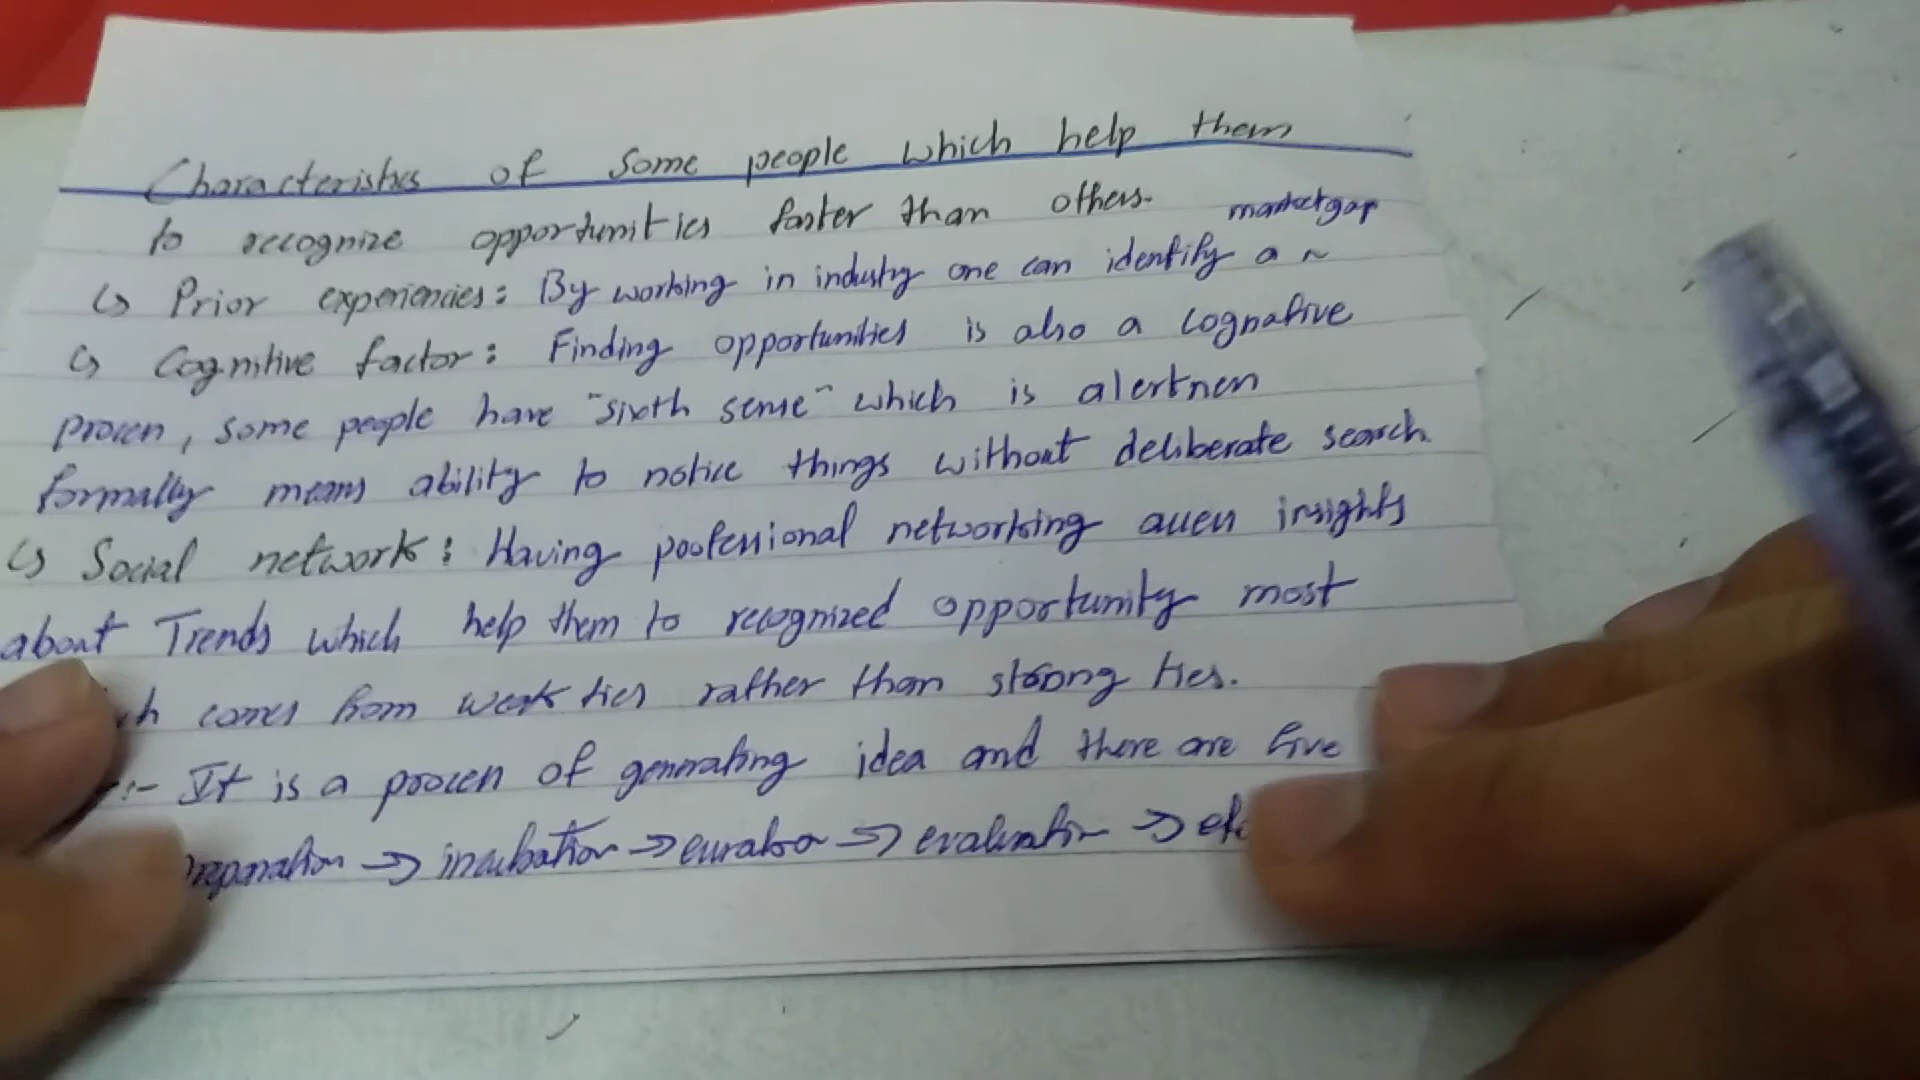 Characteristics of some people which help them
to recognize opportunities faster than others.
market gap
↳ Prior experiencies: By working in industry one can identify a ~
↳ Cognitive factor: Finding opportunities is also a cognative
process, some people have "sixth sense" which is alertness
formally means ability to notice things without deliberate search
↳ Social network: Having professional networking access insights
about Trends which help them to recognized opportunity most
comes from weak ties rather than strong ties.
:- It is a process of generating idea and there are five
→ incubation → → evaluation →